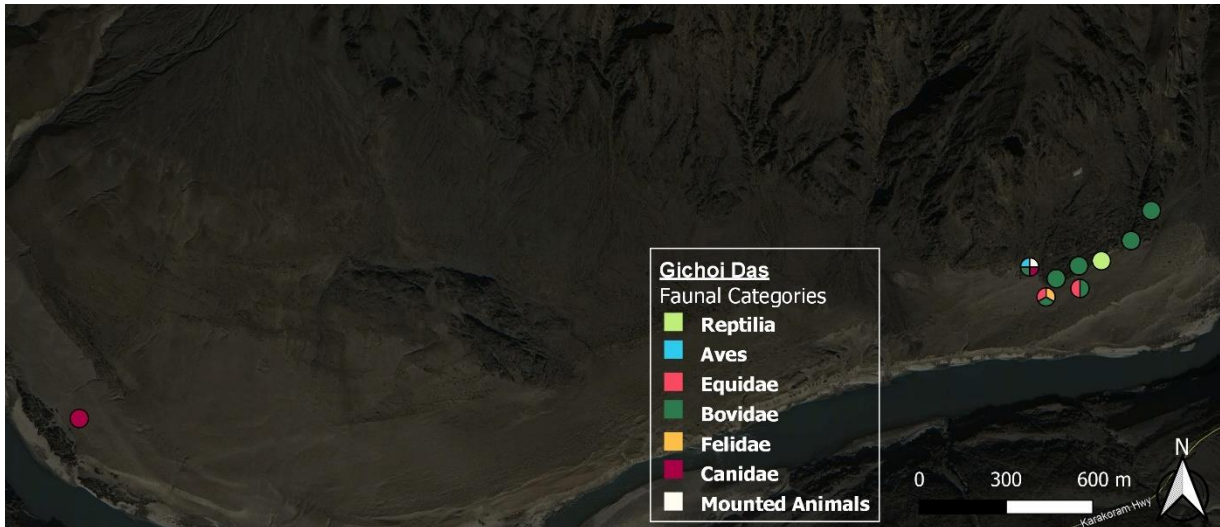 Gichoi Das
Faunal Categories
Reptilia
Aves
Equidae
Bovidae
Felidae
Canidae
Mounted Animals
0 300 600 m
N
Karakoram Hwy